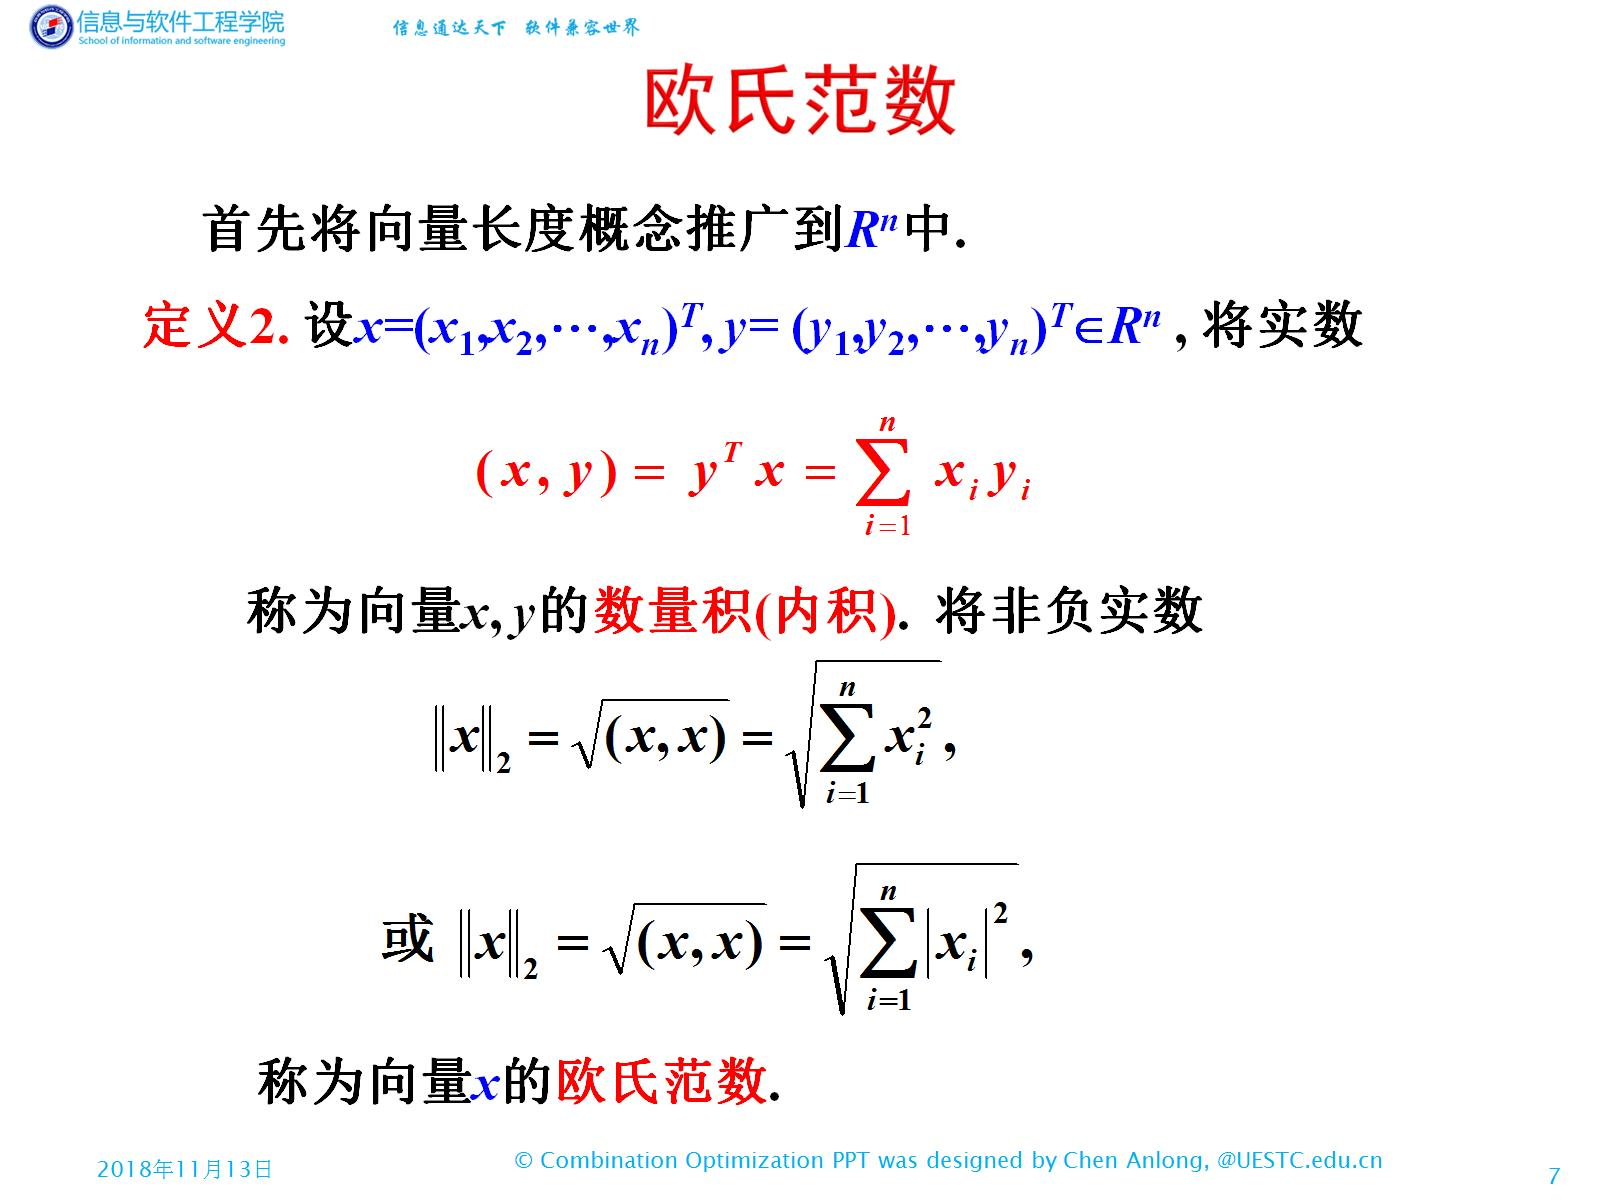 信息与软件工程学院
School of information and software engineering
信息通达天下 软件兼容世界
欧氏范数
首先将向量长度概念推广到Rⁿ中.
定义2. 设x=(x₁,x₂,⋯,xₙ)ᵀ, y= (y₁,y₂,⋯,yₙ)ᵀ∈Rⁿ , 将实数
(x, y) = yᵀ x = ∑ᵢ₌₁ⁿ xᵢ yᵢ
称为向量x, y的数量积(内积). 将非负实数
‖x‖₂ = √(x, x) = √∑ᵢ₌₁ⁿ xᵢ² ,
或 ‖x‖₂ = √(x, x) = √∑ᵢ₌₁ⁿ |xᵢ|² ,
称为向量x的欧氏范数.
2018年11月13日
© Combination Optimization PPT was designed by Chen Anlong, @UESTC.edu.cn
7